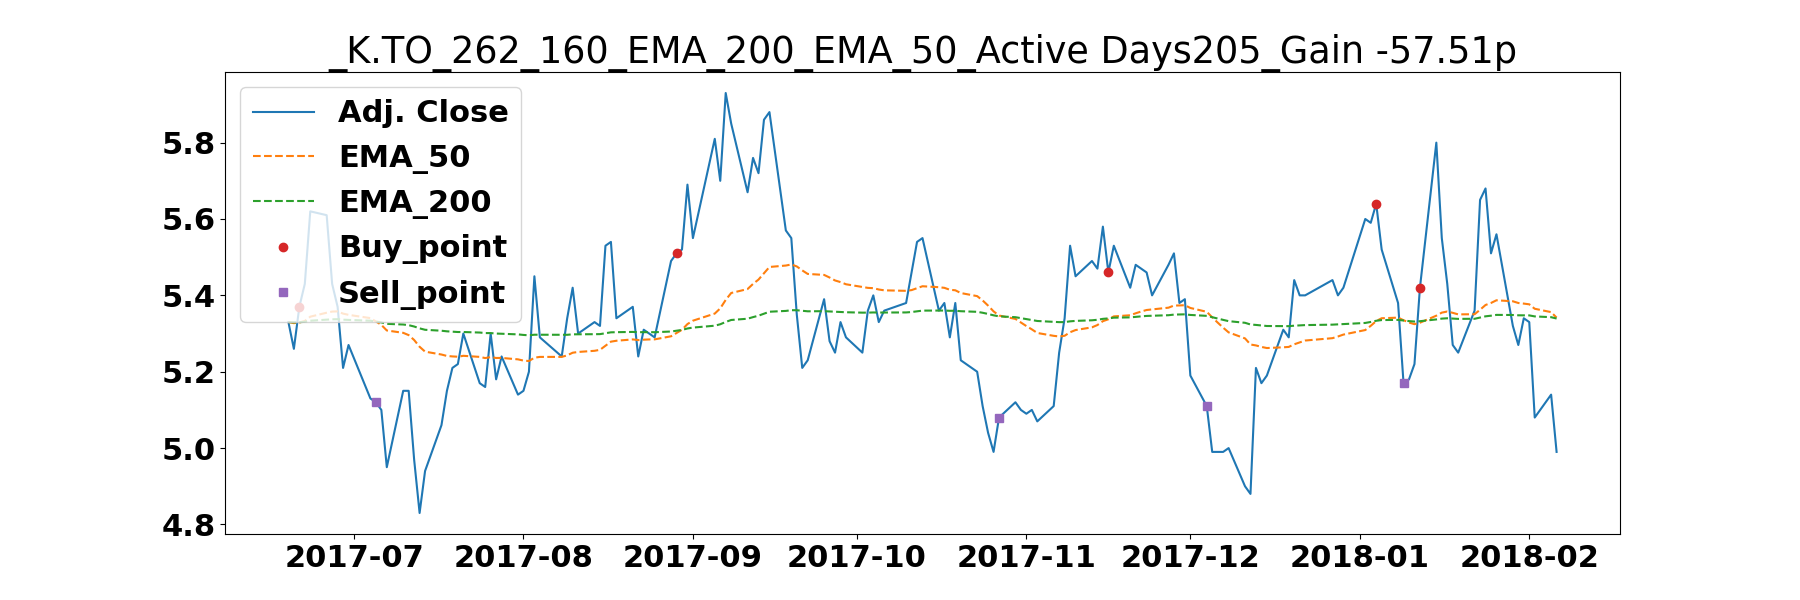 _K.TO_262_160_EMA_200_EMA_50_Active Days205_Gain -57.51p
Adj. Close
EMA_50
EMA_200
Buy_point
Sell_point
5.8
5.6
5.4
5.2
5.0
4.8
2017-07 2017-08 2017-09 2017-10 2017-11 2017-12 2018-01 2018-02